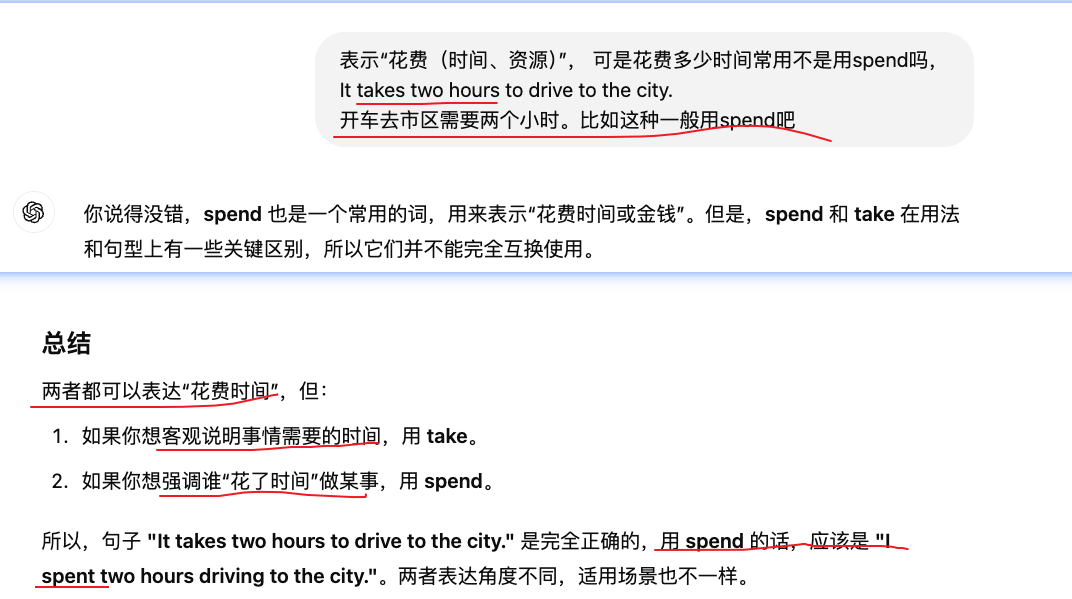 表示“花费（时间、资源）”， 可是花费多少时间常用不是用spend吗，
It takes two hours to drive to the city.
开车去市区需要两个小时。比如这种一般用spend吧
你说得没错，spend 也是一个常用的词，用来表示“花费时间或金钱”。但是，spend 和 take 在用法
和句型上有一些关键区别，所以它们并不能完全互换使用。
总结
两者都可以表达“花费时间”，但：
1. 如果你想客观说明事情需要的时间，用 take。
2. 如果你想强调谁“花了时间”做某事，用 spend。
所以，句子 "It takes two hours to drive to the city." 是完全正确的，用 spend 的话，应该是 "I
spent two hours driving to the city."。两者表达角度不同，适用场景也不一样。